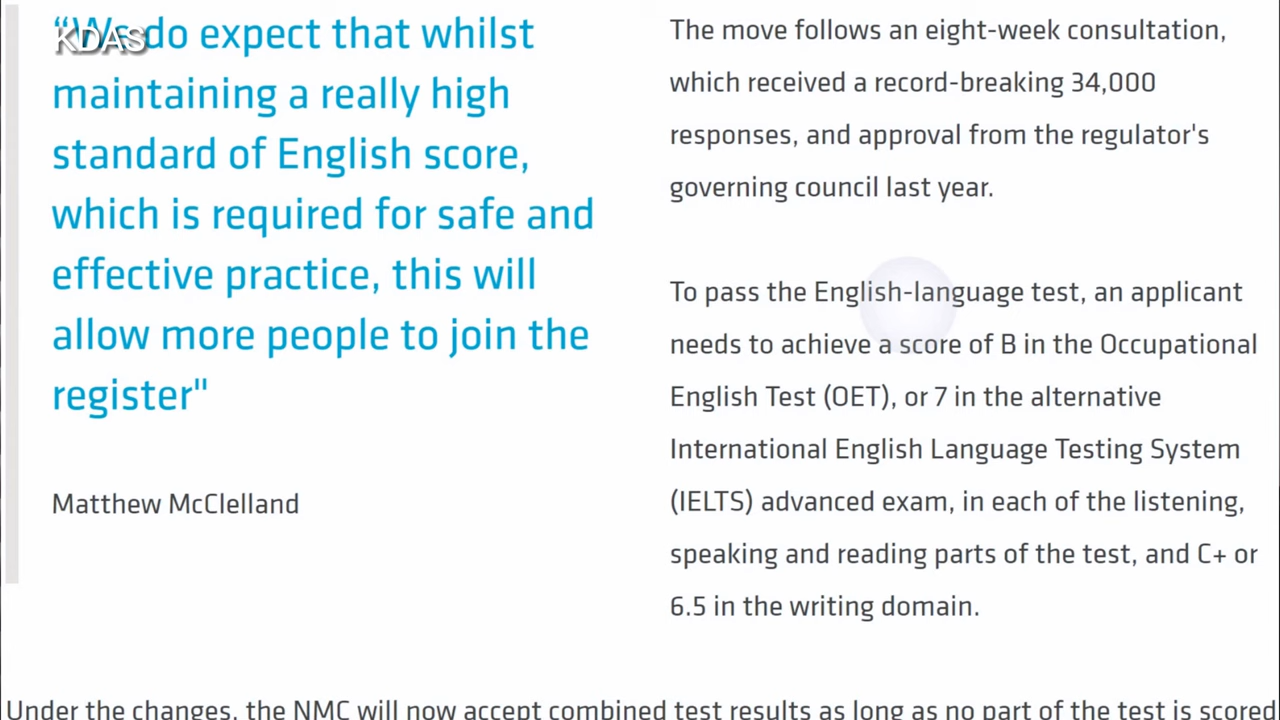 KDAS
“We do expect that whilst
maintaining a really high
standard of English score,
which is required for safe and
effective practice, this will
allow more people to join the
register"
Matthew McClelland
The move follows an eight-week consultation,
which received a record-breaking 34,000
responses, and approval from the regulator's
governing council last year.
To pass the English-language test, an applicant
needs to achieve a score of B in the Occupational
English Test (OET), or 7 in the alternative
International English Language Testing System
(IELTS) advanced exam, in each of the listening,
speaking and reading parts of the test, and C+ or
6.5 in the writing domain.
Under the changes, the NMC will now accept combined test results as long as no part of the test is scored